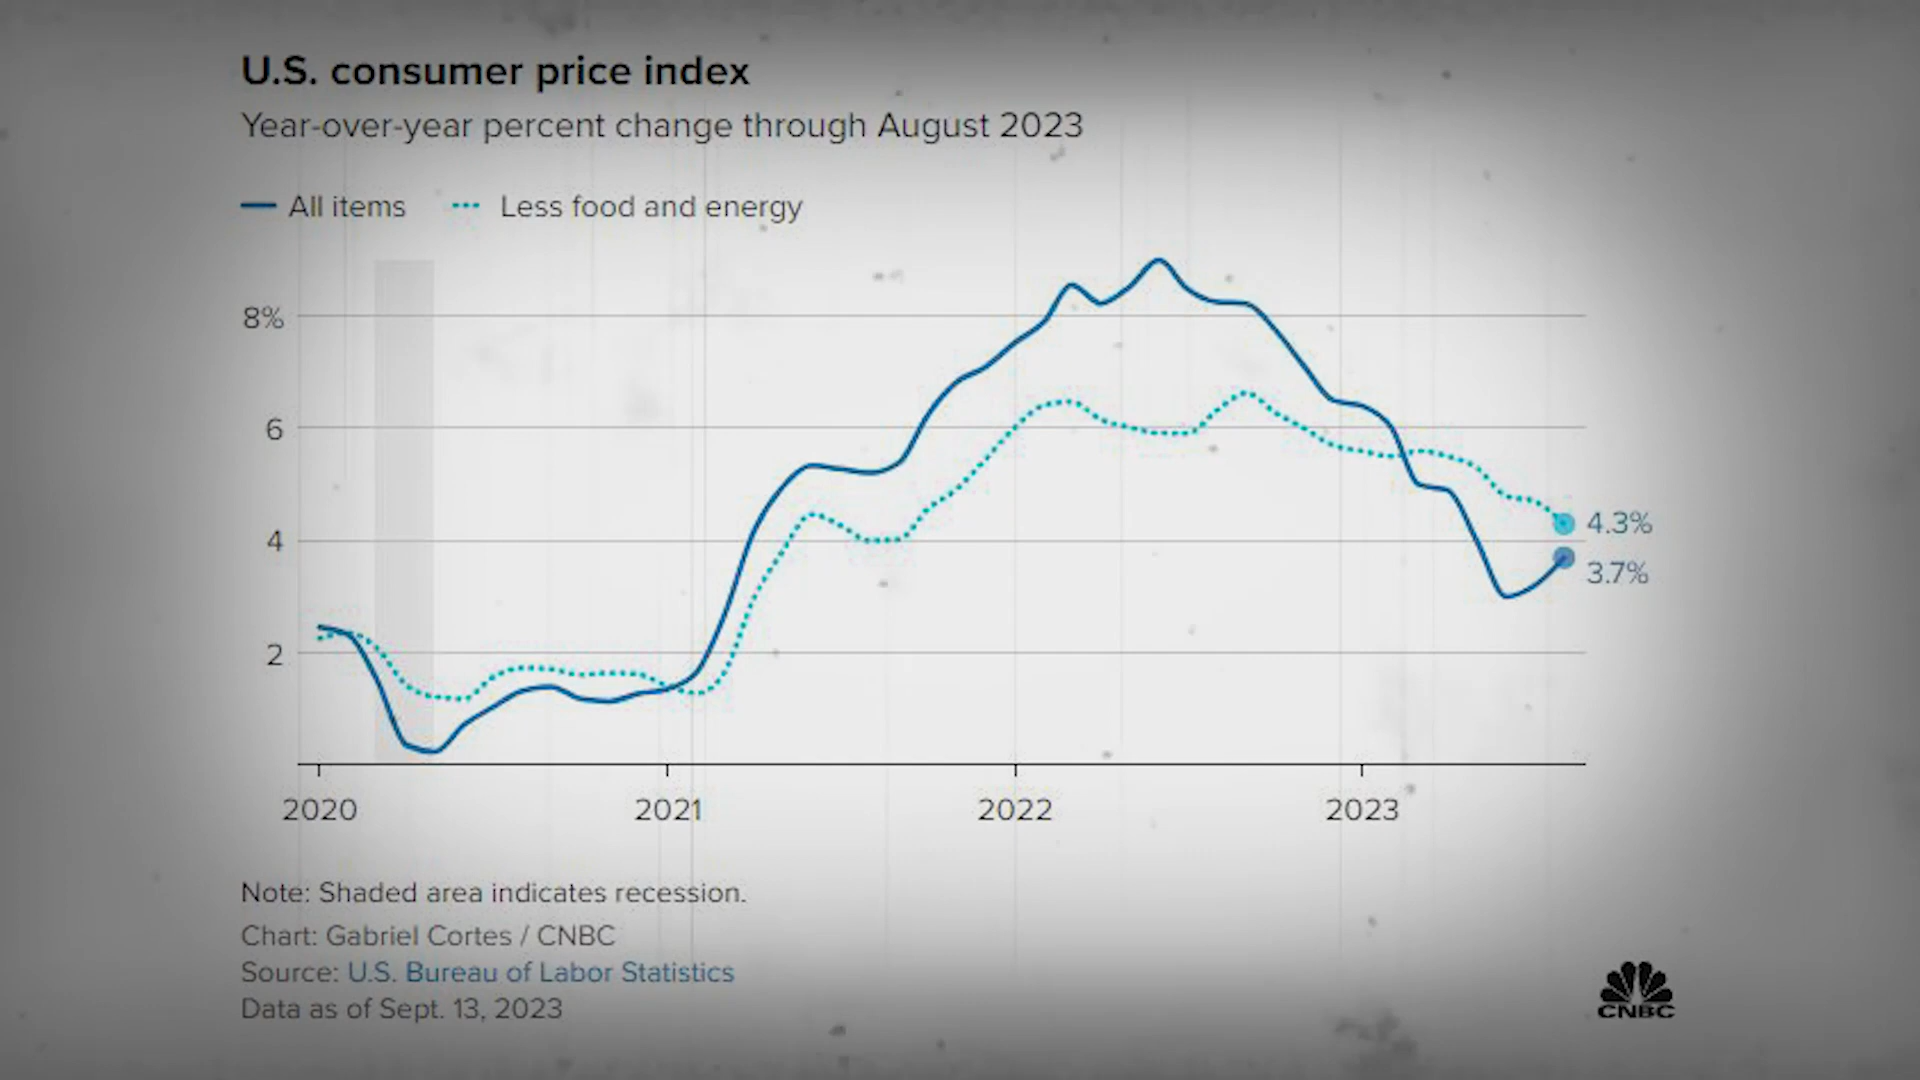 U.S. consumer price index
Year-over-year percent change through August 2023
All items Less food and energy
8%
6
4
2
4.3%
3.7%
2020 2021 2022 2023
Note: Shaded area indicates recession.
Chart: Gabriel Cortes / CNBC
Source: U.S. Bureau of Labor Statistics
Data as of Sept. 13, 2023
CNBC